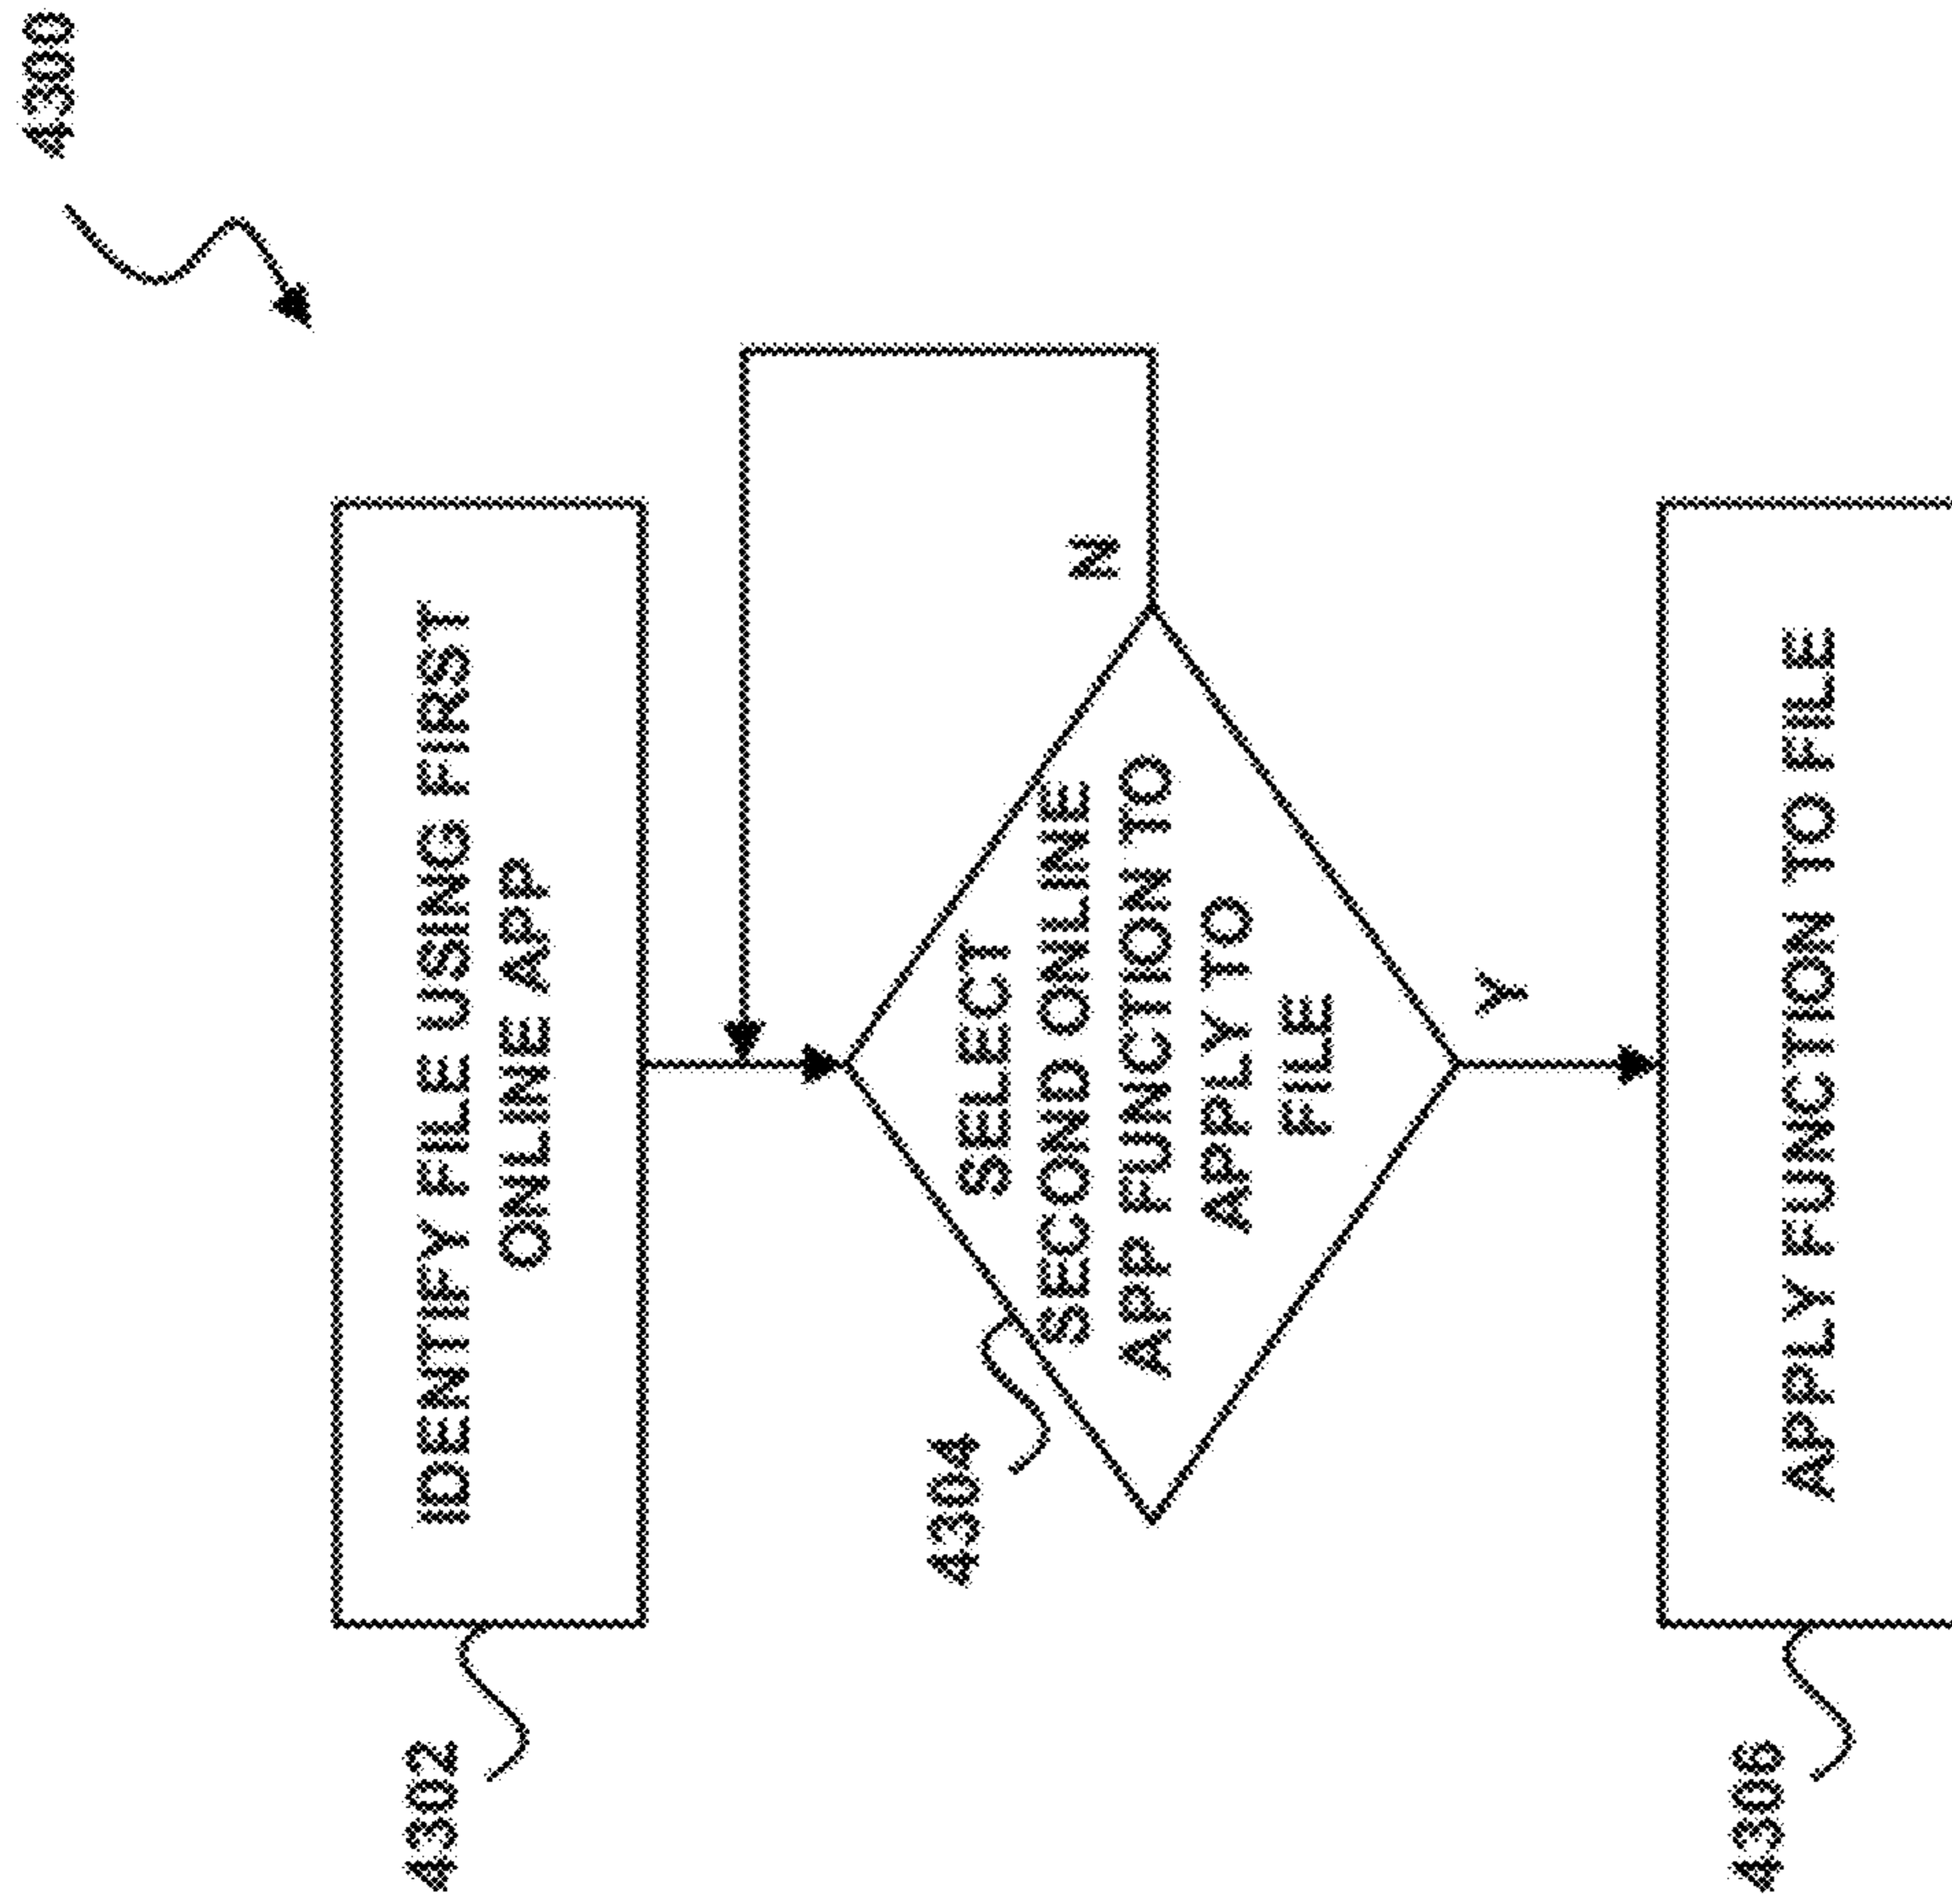 4300
4302
IDENTIFY FILE USING FIRST
ONLINE APP
4304
SELECT
SECOND ONLINE
APP FUNCTION TO
APPLY TO
FILE
N
Y
4306
APPLY FUNCTION TO FILE